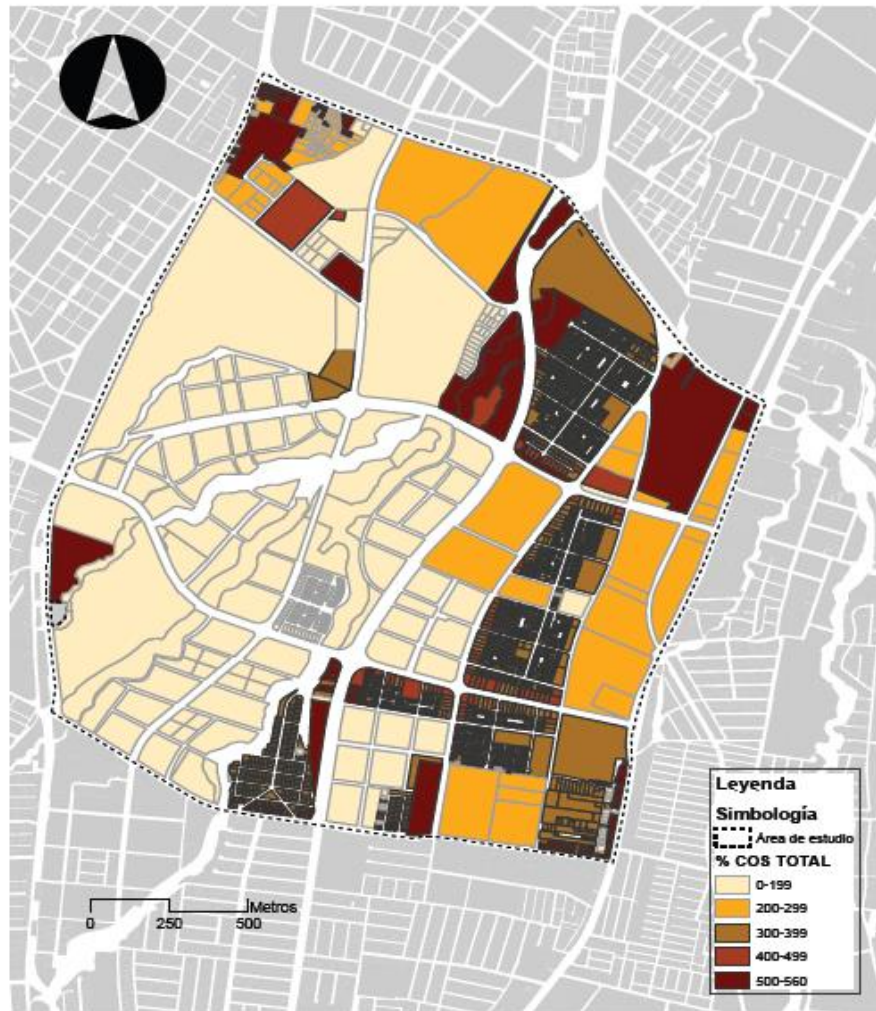 Leyenda
Simbología
Área de estudio
% COS TOTAL
0-199
200-299
300-399
400-499
500-560
Metros
0 250 500